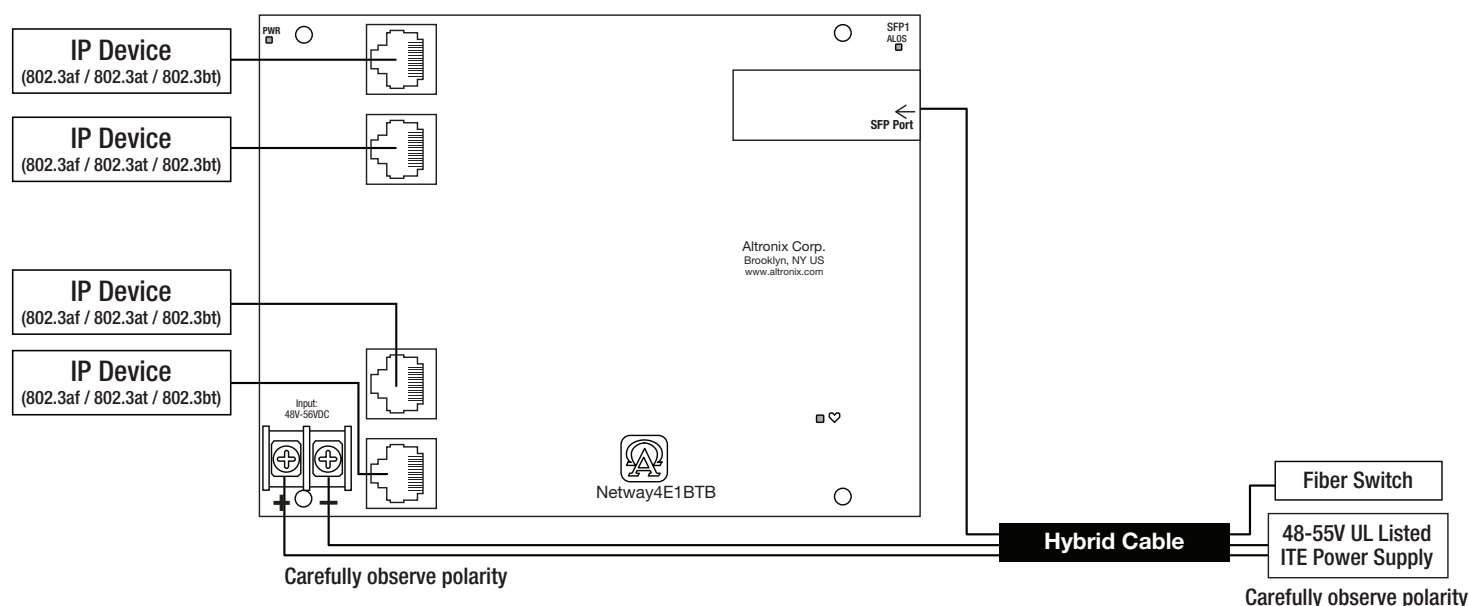 PWR
SFP1
ALOS
IP Device
(802.3af / 802.3at / 802.3bt)
SFP Port
IP Device
(802.3af / 802.3at / 802.3bt)
Altronix Corp.
Brooklyn, NY US
www.altronix.com
IP Device
(802.3af / 802.3at / 802.3bt)
IP Device
(802.3af / 802.3at / 802.3bt)
Input:
48V-56VDC
+ −
Netway4E1BTB
Fiber Switch
Hybrid Cable
48-55V UL Listed
ITE Power Supply
Carefully observe polarity
Carefully observe polarity